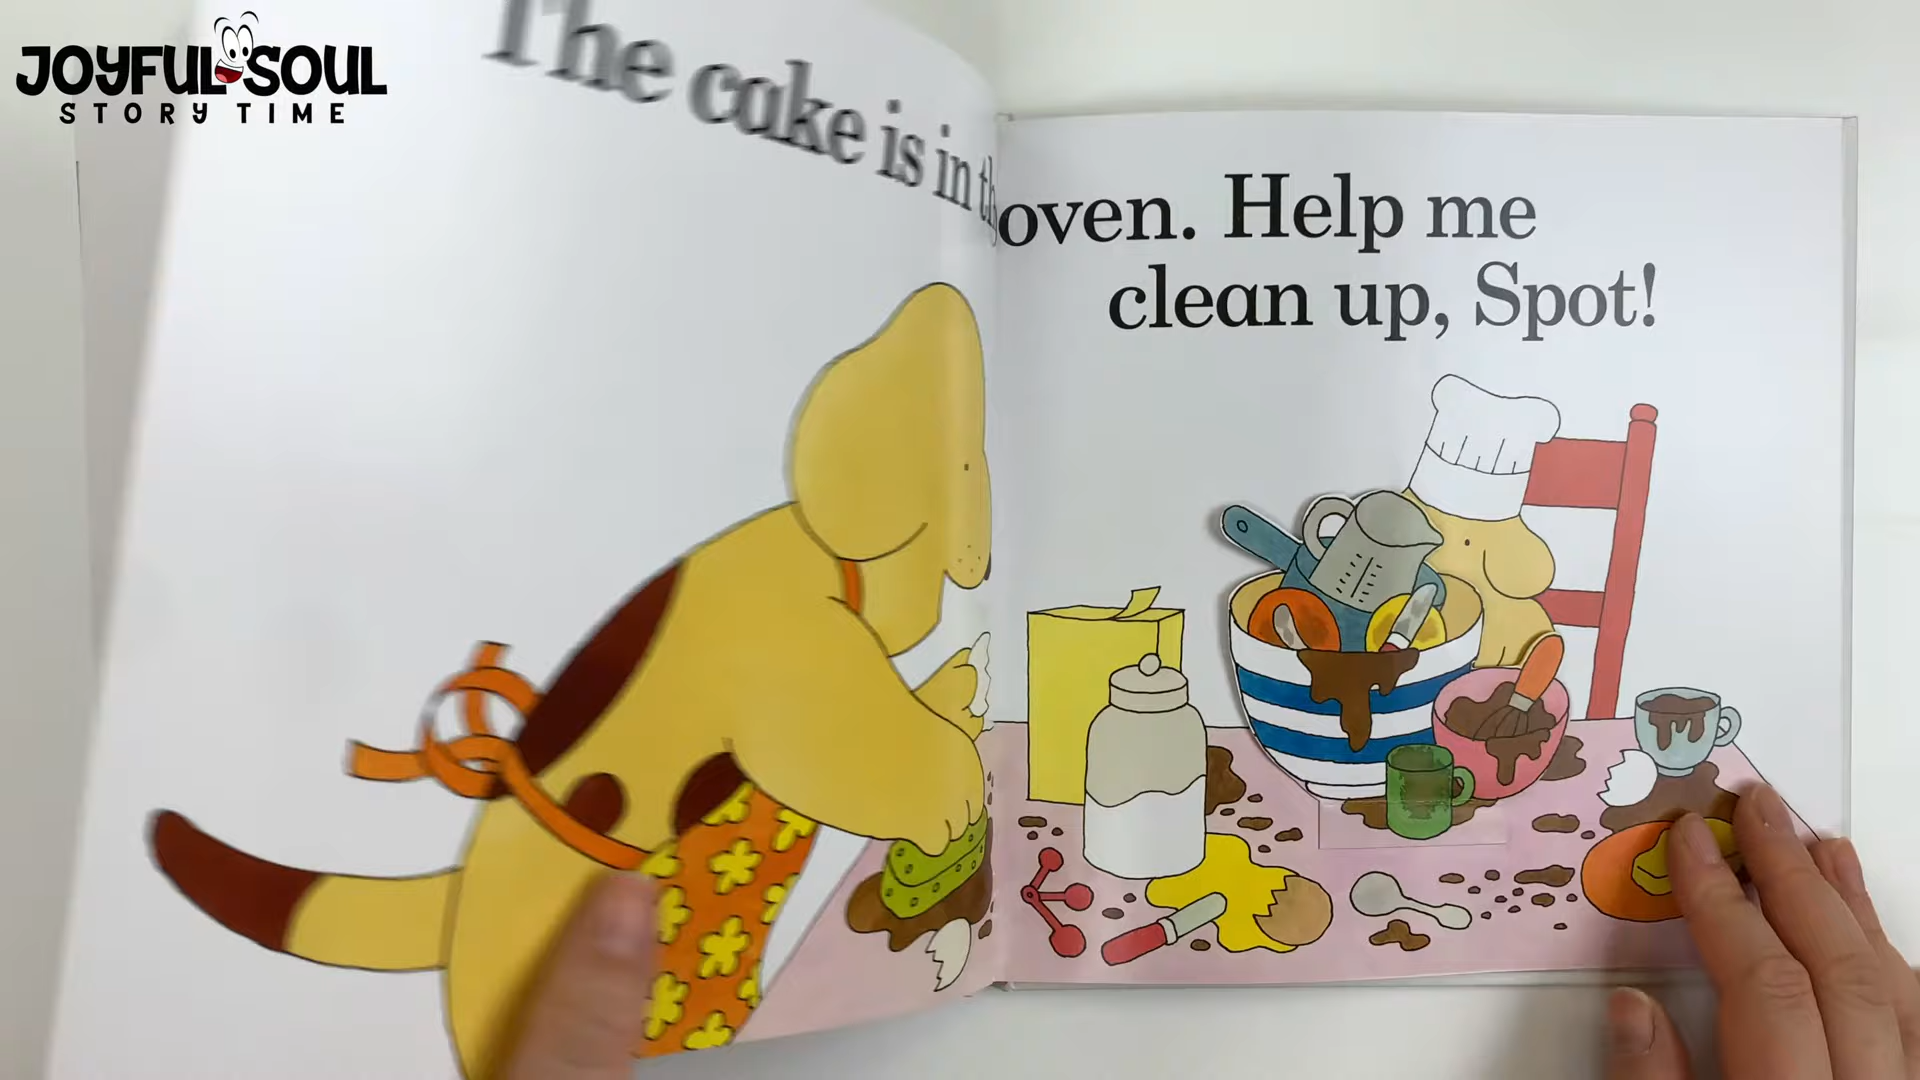 JOYFUL SOUL
STORY TIME
The cake is in the oven. Help me
clean up, Spot!